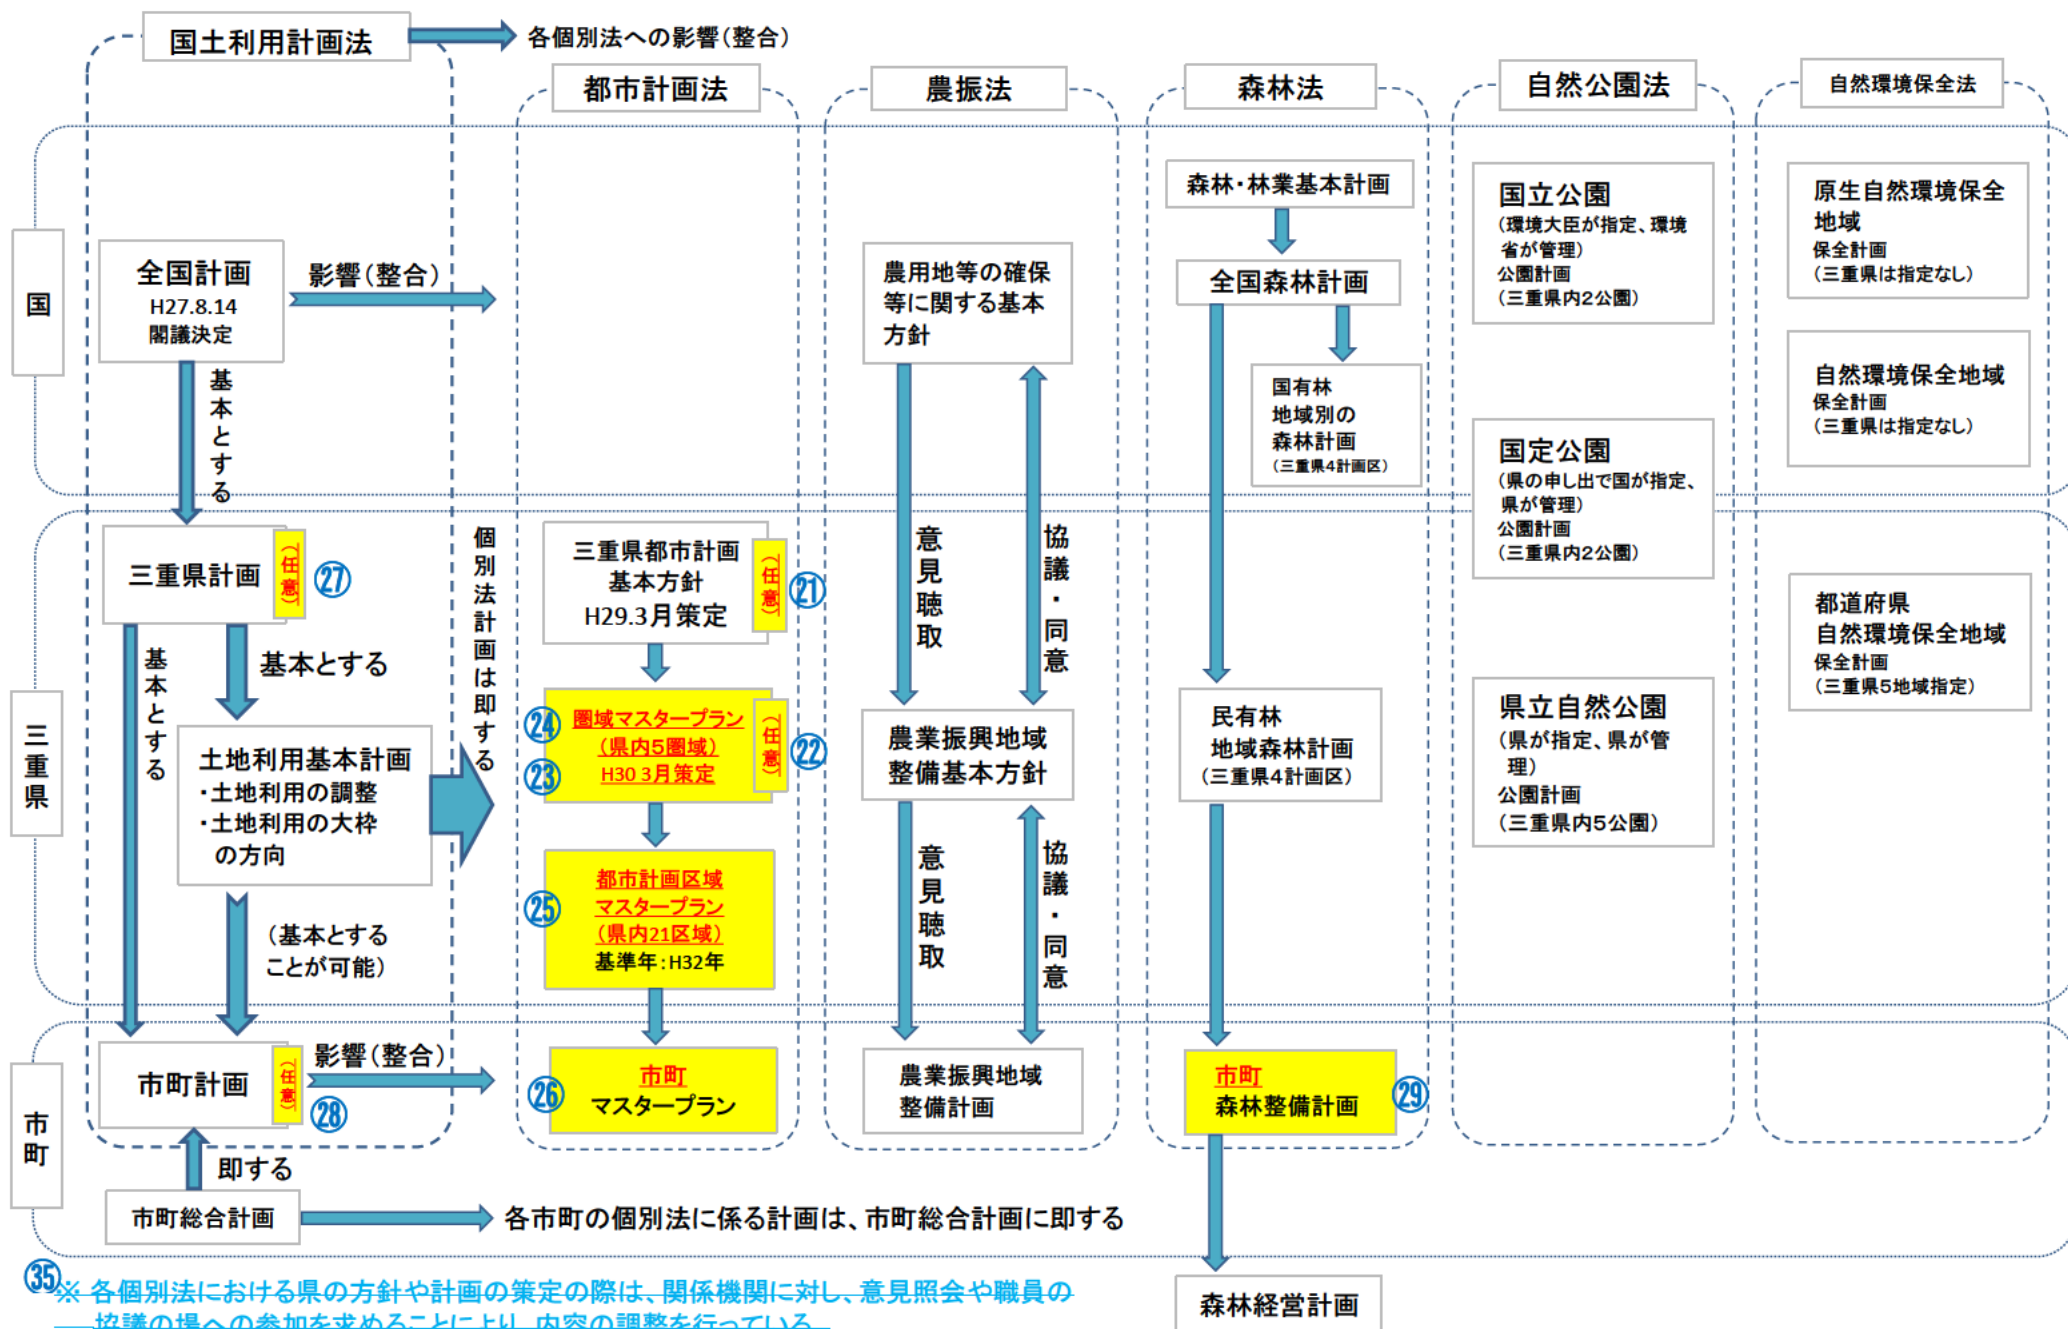 国土利用計画法
各個別法への影響(整合)
都市計画法
農振法
森林法
自然公園法
自然環境保全法
国
全国計画
H27.8.14
閣議決定
影響(整合)
基本とする
農用地等の確保
等に関する基本
方針
森林・林業基本計画
全国森林計画
国有林
地域別の
森林計画
(三重県4計画区)
国立公園
(環境大臣が指定、環境
省が管理)
公園計画
(三重県内2公園)
国定公園
(県の申し出で国が指定、
県が管理)
公園計画
(三重県内2公園)
原生自然環境保全
地域
保全計画
(三重県は指定なし)
自然環境保全地域
保全計画
(三重県は指定なし)
三重県
三重県計画
(任意)
㉗
基本とする
基本とする
土地利用基本計画
・土地利用の調整
・土地利用の大枠
の方向
(基本とする
ことが可能)
個別法計画は即する
三重県都市計画
基本方針
H29.3月策定
(任意)
㉑
㉔
圏域マスタープラン
(県内5圏域)
㉓
H30 3月策定
(任意)
㉒
㉕
都市計画区域
マスタープラン
(県内21区域)
基準年:H32年
意見聴取
協議・同意
農業振興地域
整備基本方針
意見聴取
協議・同意
民有林
地域森林計画
(三重県4計画区)
県立自然公園
(県が指定、県が管
理)
公園計画
(三重県内5公園)
都道府県
自然環境保全地域
保全計画
(三重県5地域指定)
市町
市町計画
(任意)
㉘
影響(整合)
㉖
市町
マスタープラン
農業振興地域
整備計画
市町
森林整備計画
㉙
即する
市町総合計画
各市町の個別法に係る計画は、市町総合計画に即する
森林経営計画
㉟
※ 各個別法における県の方針や計画の策定の際は、関係機関に対し、意見照会や職員の
協議の場への参加を求めることにより、内容の調整を行っている。